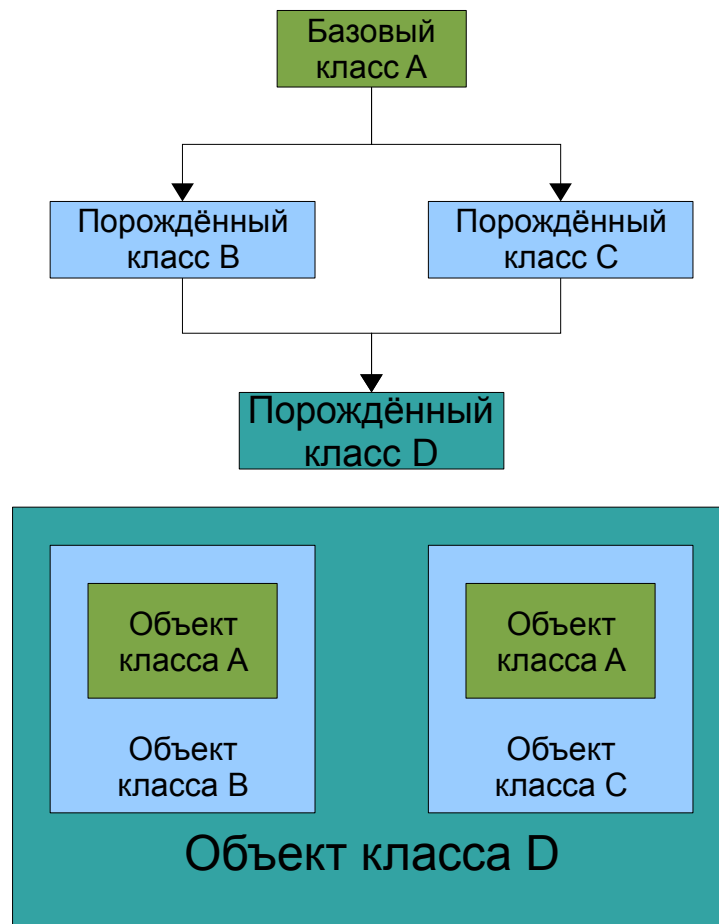 Базовый
класс A
Порождённый
класс B
Порождённый
класс C
Порождённый
класс D
Объект
класса A
Объект
класса A
Объект
класса B
Объект
класса C
Объект класса D